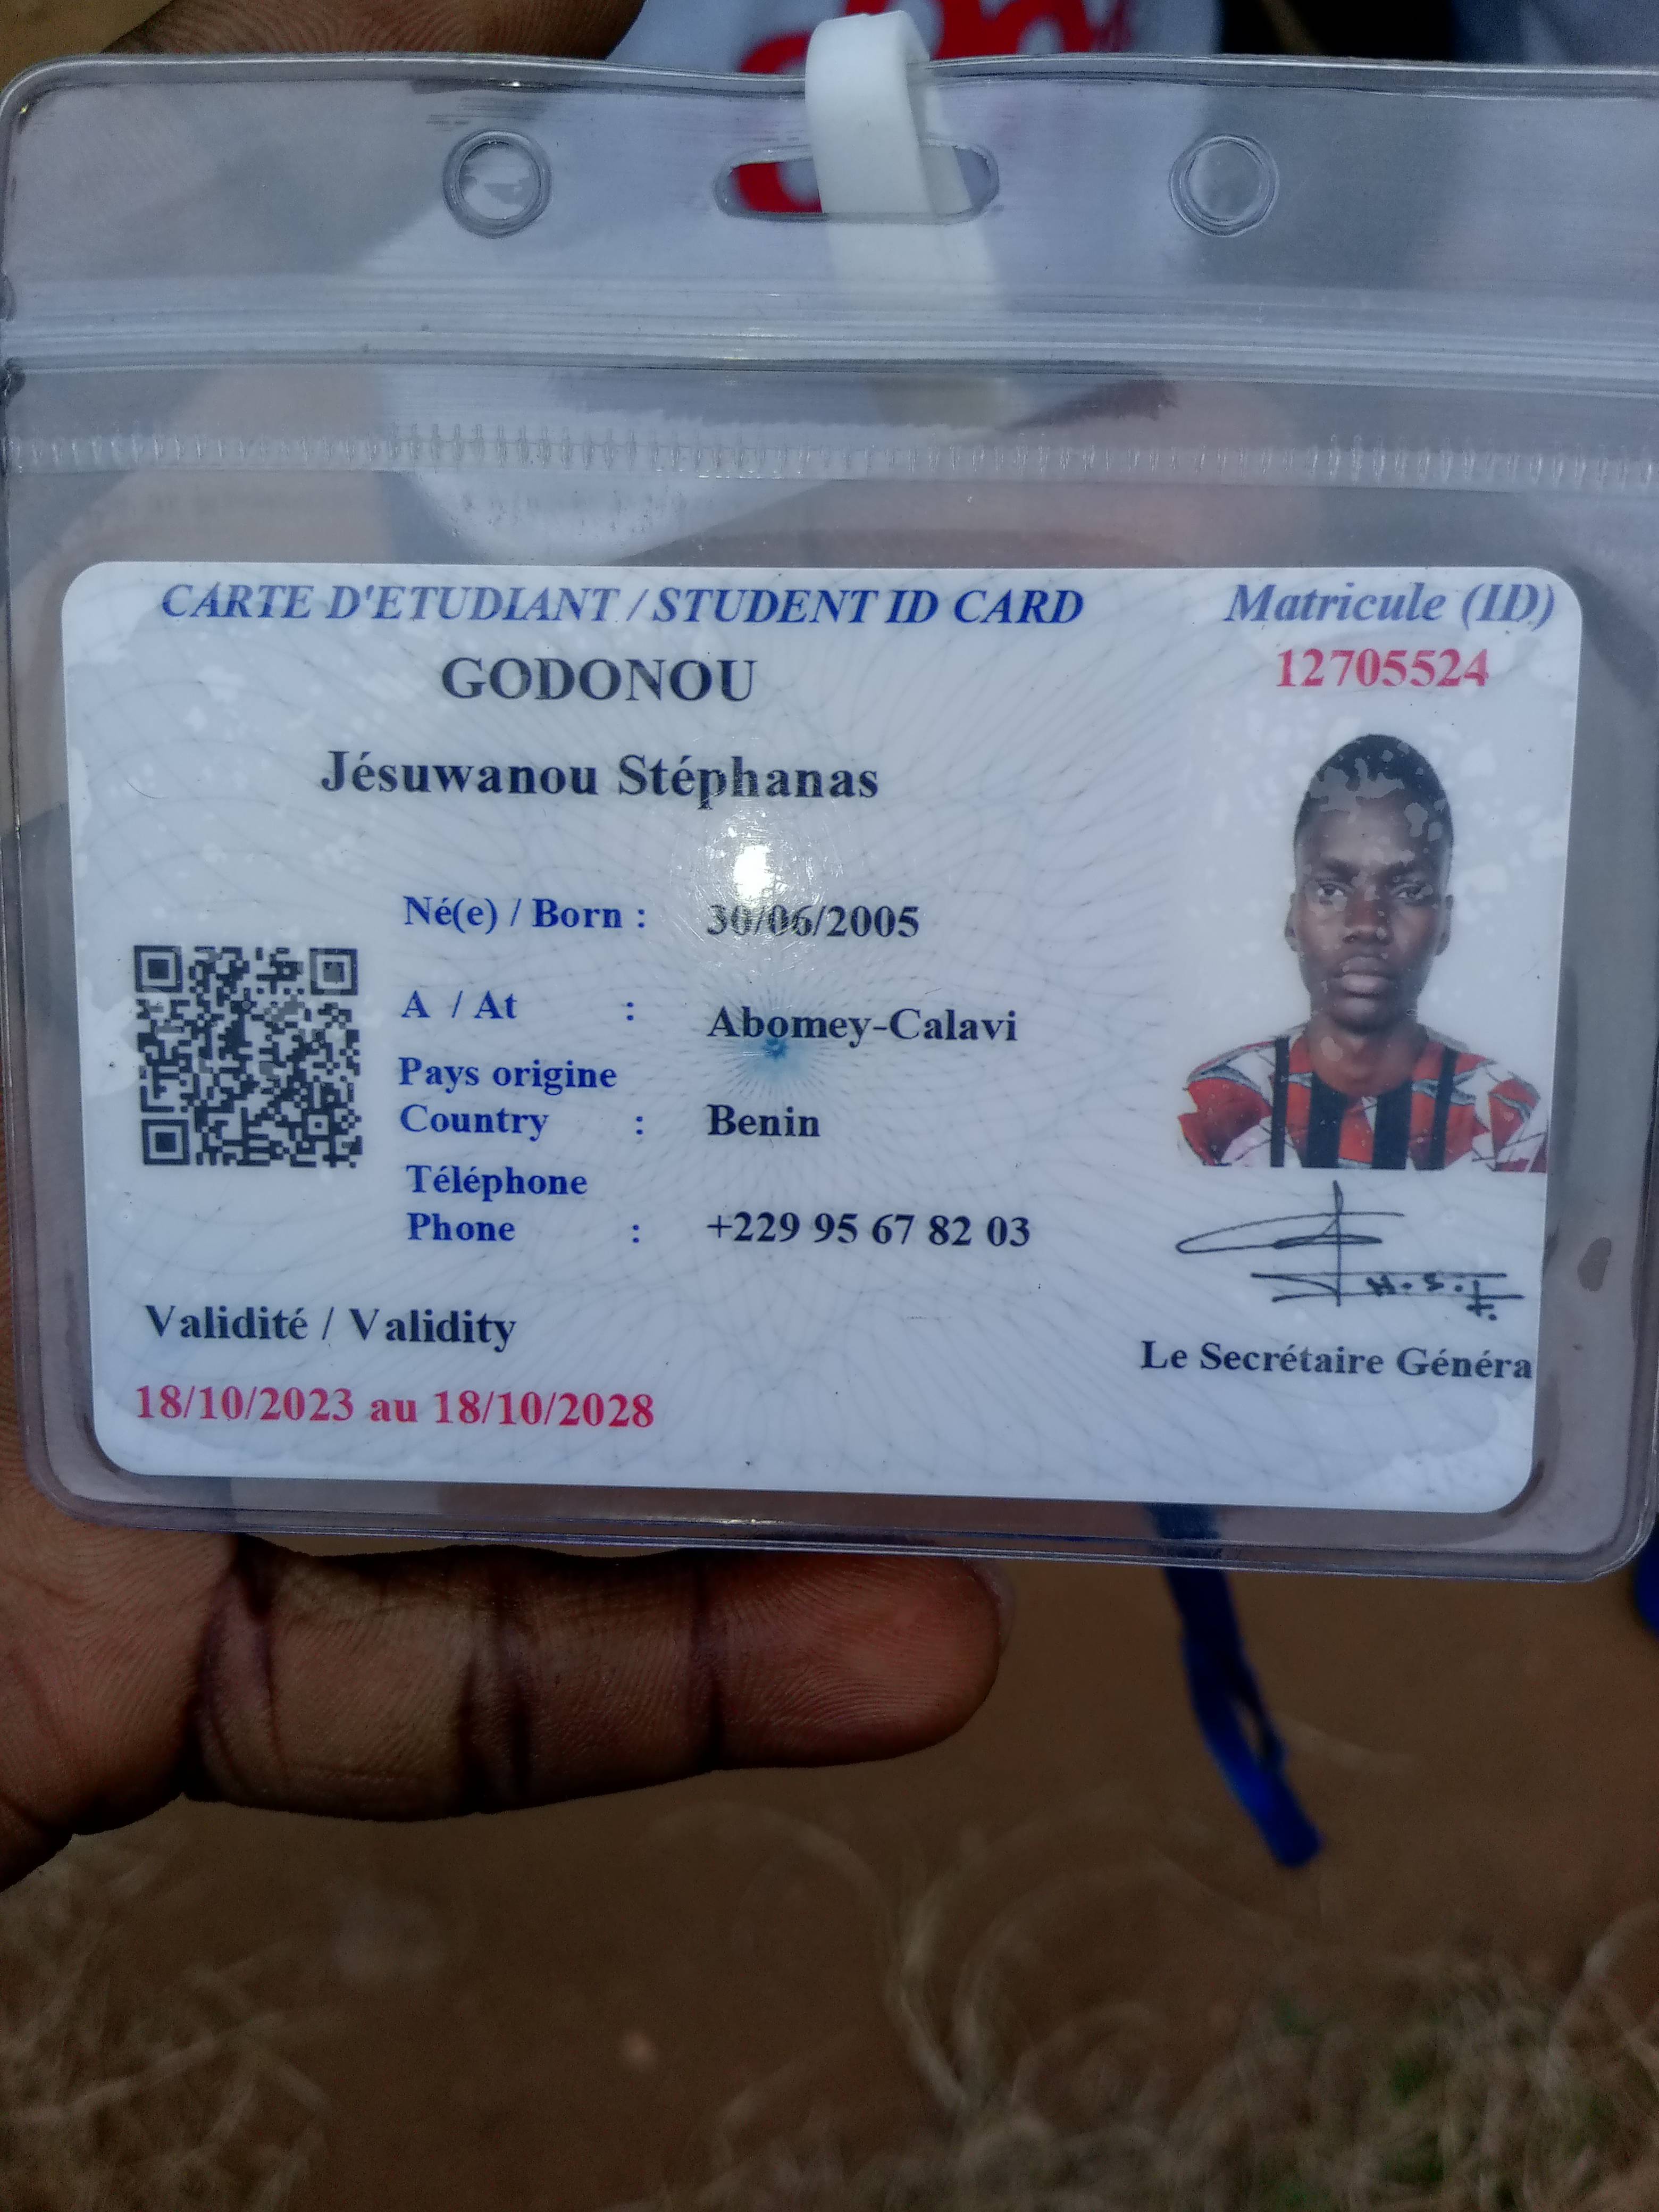 CARTE D'ETUDIANT / STUDENT ID CARD
Matricule (ID)
GODONOU
12705524
Jésuwanou Stéphanas
Né(e) / Born : 30/06/2005
A / At : Abomey-Calavi
Pays origine
Country : Benin
Téléphone
Phone : +229 95 67 82 03
Validité / Validity
Le Secrétaire Généra
18/10/2023 au 18/10/2028